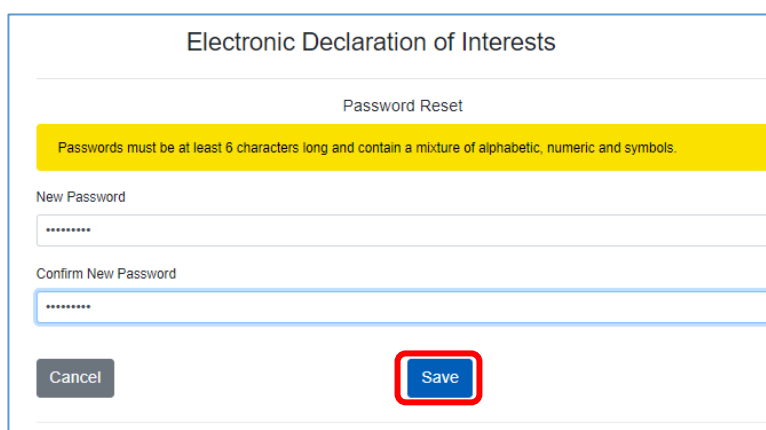 Electronic Declaration of Interests
Password Reset
Passwords must be at least 6 characters long and contain a mixture of alphabetic, numeric and symbols.
New Password
•••••••••
Confirm New Password
•••••••••
Cancel Save